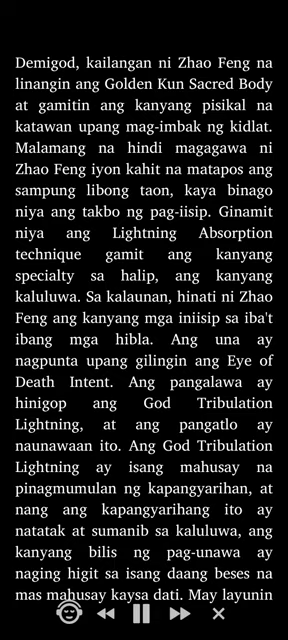 Demigod, kailangan ni Zhao Feng na
linangin ang Golden Kun Sacred Body
at gamitin ang kanyang pisikal na
katawan upang mag-imbak ng kidlat.
Malamang na hindi magagawa ni
Zhao Feng iyon kahit na matapos ang
sampung libong taon, kaya binago
niya ang takbo ng pag-iisip. Ginamit
niya ang Lightning Absorption
technique gamit ang kanyang
specialty sa halip, ang kanyang
kaluluwa. Sa kalaunan, hinati ni Zhao
Feng ang kanyang mga iniisip sa iba't
ibang mga hibla. Ang una ay
nagpunta upang gilingin ang Eye of
Death Intent. Ang pangalawa ay
hinigop ang God Tribulation
Lightning, at ang pangatlo ay
naunawaan ito. Ang God Tribulation
Lightning ay isang mahusay na
pinagmumulan ng kapangyarihan, at
nang ang kapangyarihang ito ay
natatak at sumanib sa kaluluwa, ang
kanyang bilis ng pag-unawa ay
naging higit sa isang daang beses na
mas mahusay kaysa dati. May layunin